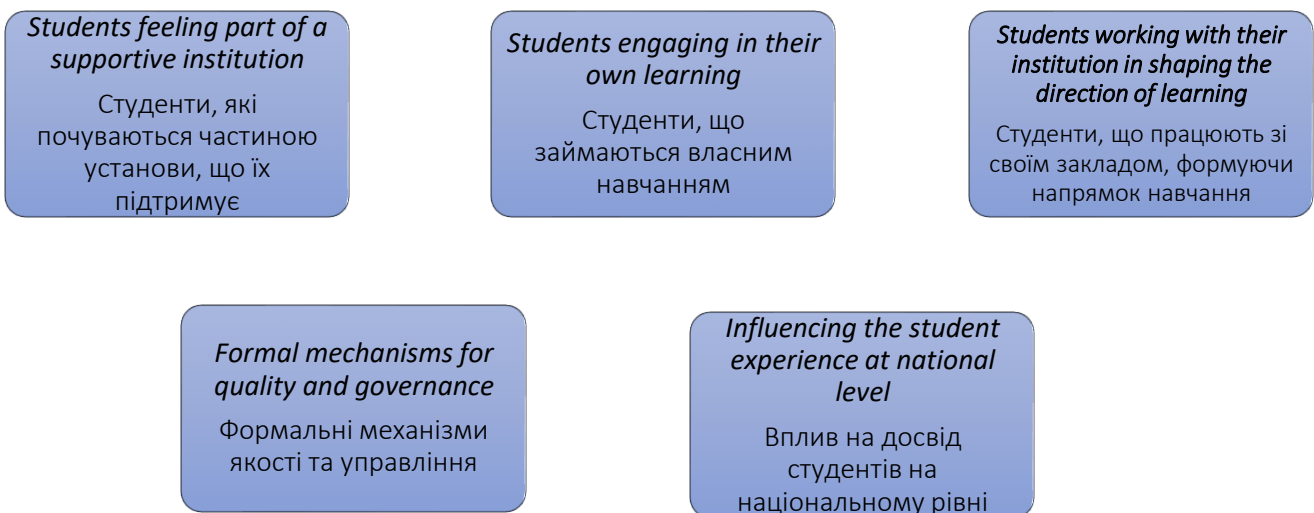 Students feeling part of a
supportive institution
Студенти, які
почуваються частиною
установи, що їх
підтримує
Students engaging in their
own learning
Студенти, що
займаються власним
навчанням
Students working with their
institution in shaping the
direction of learning
Студенти, що працюють зі
своїм закладом, формуючи
напрямок навчання
Formal mechanisms for
quality and governance
Формальні механізми
якості та управління
Influencing the student
experience at national
level
Вплив на досвід
студентів на
національному рівні